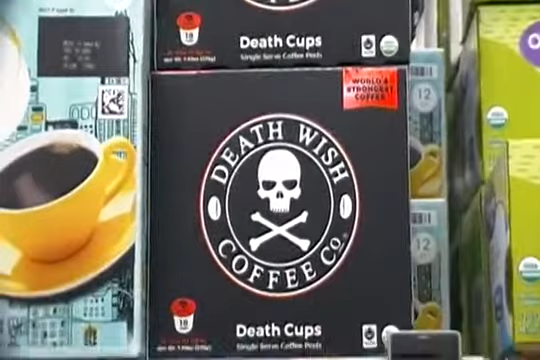 18
Death Cups
Single Serve Coffee Pods
WORLD'S
STRONGEST
COFFEE
DEATH WISH
COFFEE CO.
18
Death Cups
Single Serve Coffee Pods
12
12